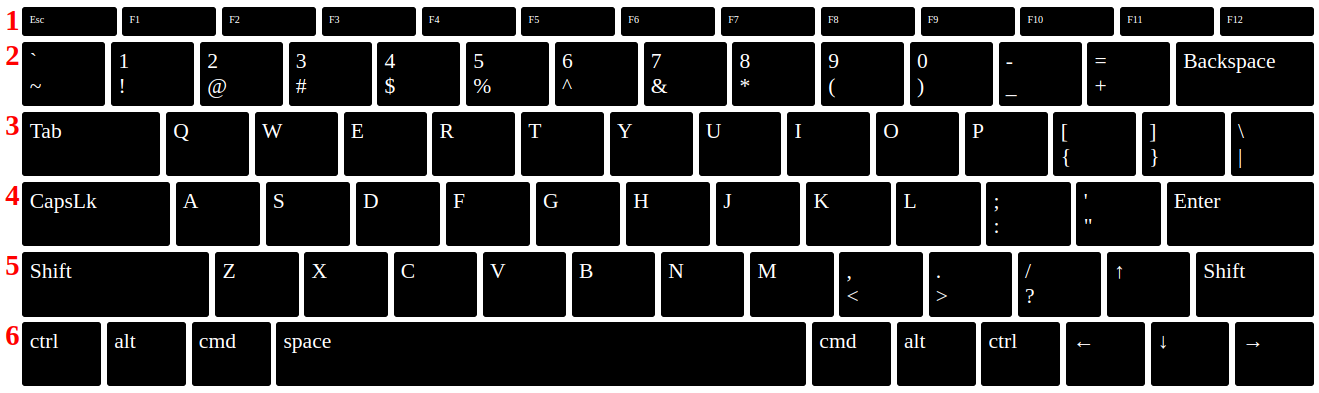 1 Esc F1 F2 F3 F4 F5 F6 F7 F8 F9 F10 F11 F12
2 ` 1 2 3 4 5 6 7 8 9 0 - = Backspace
~ ! @ # $ % ^ & * ( ) _ +
3 Tab Q W E R T Y U I O P [ ] \
{ } |
4 CapsLk A S D F G H J K L ; ' Enter
: "
5 Shift Z X C V B N M , . / ↑ Shift
< > ?
6 ctrl alt cmd space cmd alt ctrl ← ↓ →